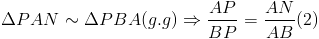 ΔPAN ∼ ΔPBA(g.g) ⇒ AP/BP = AN/AB (2)